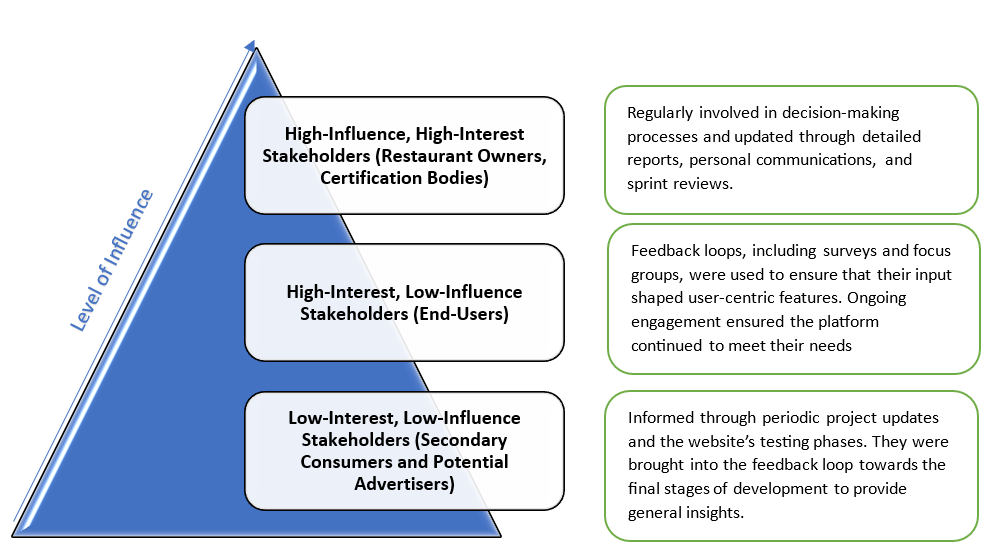 Level of Influence
High-Influence, High-Interest
Stakeholders (Restaurant Owners,
Certification Bodies)
Regularly involved in decision-making
processes and updated through detailed
reports, personal communications, and
sprint reviews.
High-Interest, Low-Influence
Stakeholders (End-Users)
Feedback loops, including surveys and focus
groups, were used to ensure that their input
shaped user-centric features. Ongoing
engagement ensured the platform
continued to meet their needs
Low-Interest, Low-Influence
Stakeholders (Secondary
Consumers and Potential
Advertisers)
Informed through periodic project updates
and the website’s testing phases. They were
brought into the feedback loop towards the
final stages of development to provide
general insights.